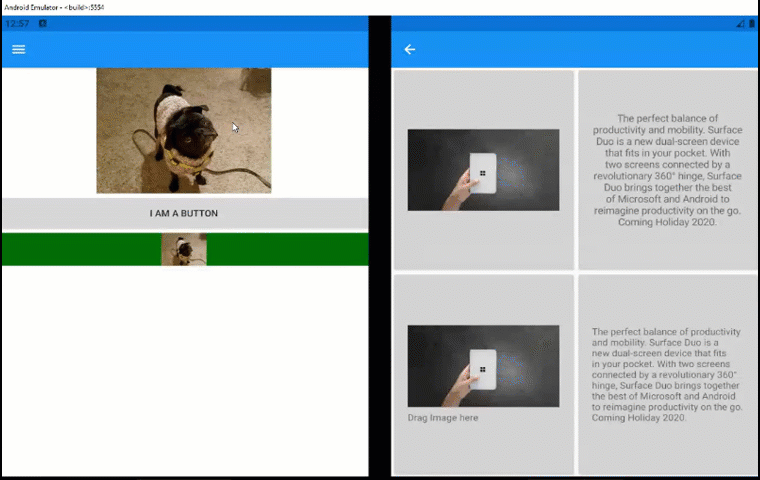 Android Emulator - <build>:5554
12:57
I AM A BUTTON
The perfect balance of
productivity and mobility. Surface
Duo is a new dual-screen device
that fits in your pocket. With
two screens connected by a
revolutionary 360° hinge, Surface
Duo brings together the best
of Microsoft and Android to
reimagine productivity on the go.
Coming Holiday 2020.
Drag Image here
The perfect balance of productivity
and mobility. Surface Duo is a
new dual-screen device that fits
in your pocket. With two screens
connected by a revolutionary 360°
hinge, Surface Duo brings together
the best of Microsoft and Android
to reimagine productivity on the go.
Coming Holiday 2020.